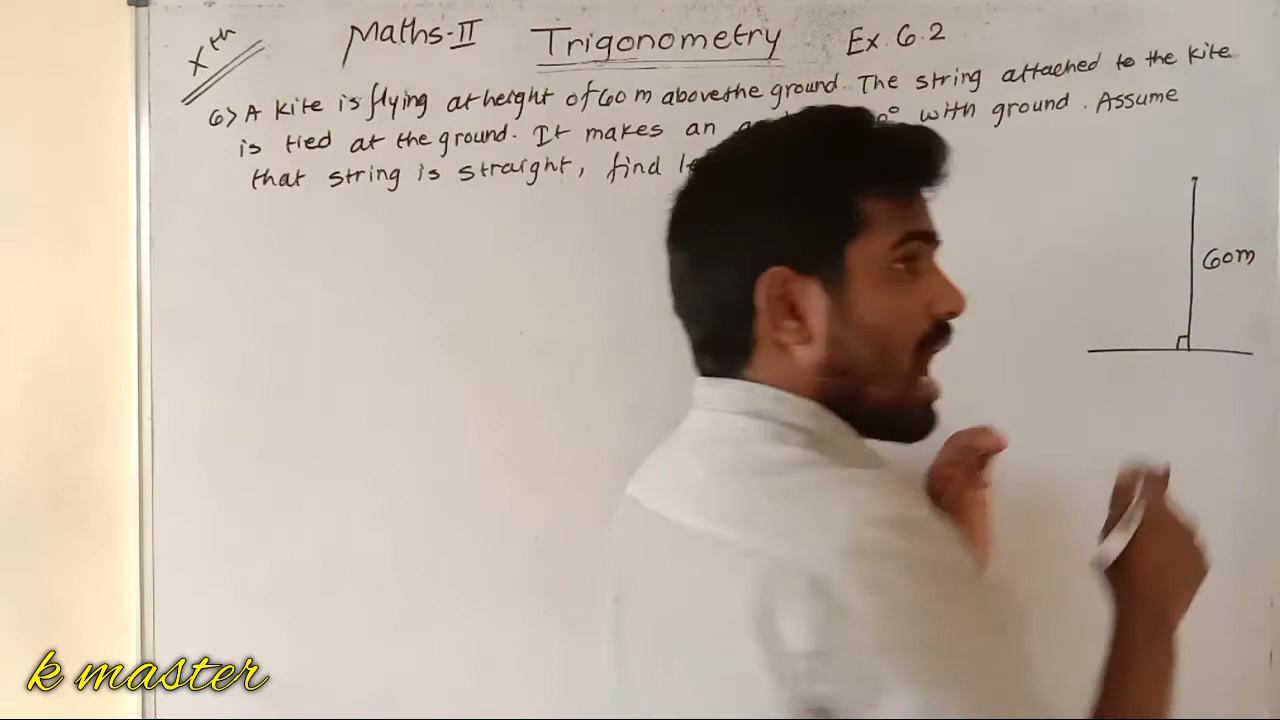 Xth
Maths-II Trigonometry Ex. 6.2
6) A kite is flying at height of 60 m above the ground. The string attached to the kite
is tied at the ground. It makes an with ground. Assume
that string is straight, find
60m
k master